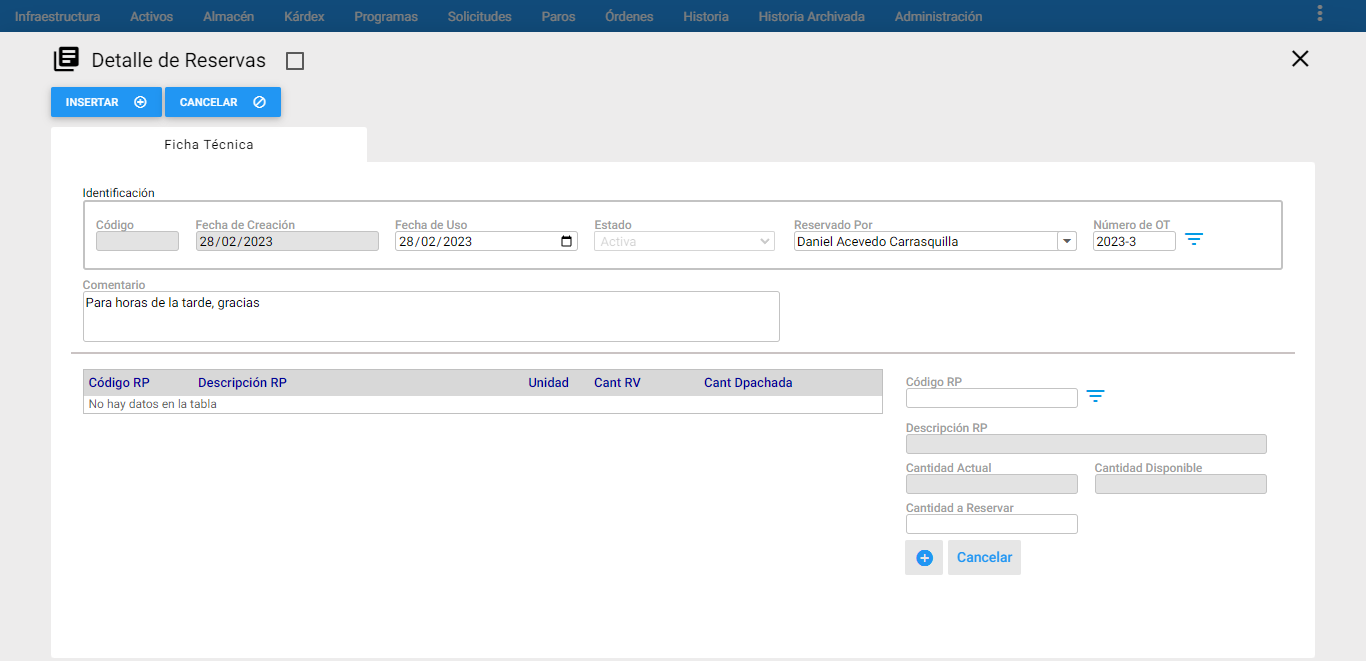 Infraestructura Activos Almacén Kárdex Programas Solicitudes Paros Órdenes Historia Historia Archivada Administración
Detalle de Reservas
INSERTAR CANCELAR
Ficha Técnica
Identificación
Código Fecha de Creación Fecha de Uso Estado Reservado Por Número de OT
28/02/2023 28/02/2023 Activa Daniel Acevedo Carrasquilla 2023-3
Comentario
Para horas de la tarde, gracias
Código RP Descripción RP Unidad Cant RV Cant Dpachada
No hay datos en la tabla
Código RP
Descripción RP
Cantidad Actual Cantidad Disponible
Cantidad a Reservar
Cancelar